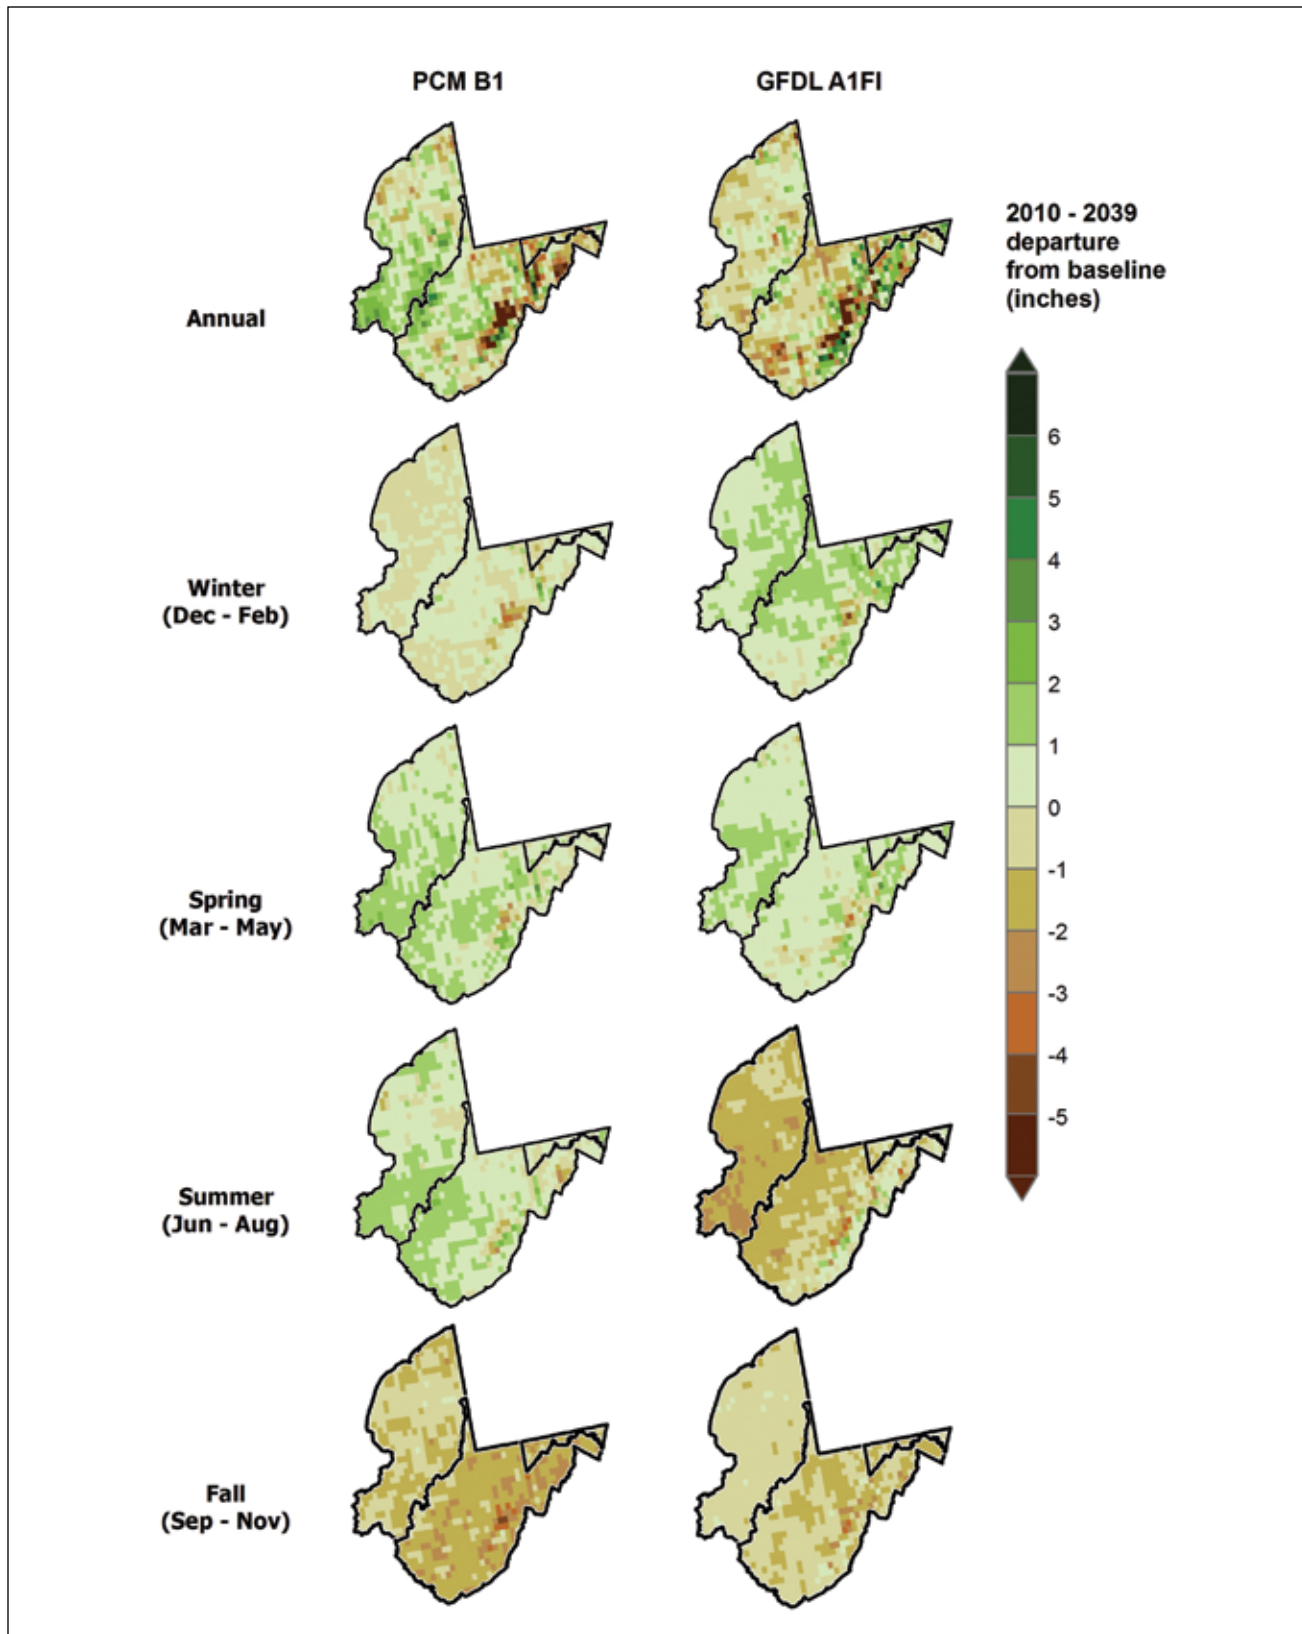 PCM B1
GFDL A1FI
2010 - 2039
departure
from baseline
(inches)
Annual
6
5
4
3
2
1
0
-1
-2
-3
-4
-5
Winter
(Dec - Feb)
Spring
(Mar - May)
Summer
(Jun - Aug)
Fall
(Sep - Nov)